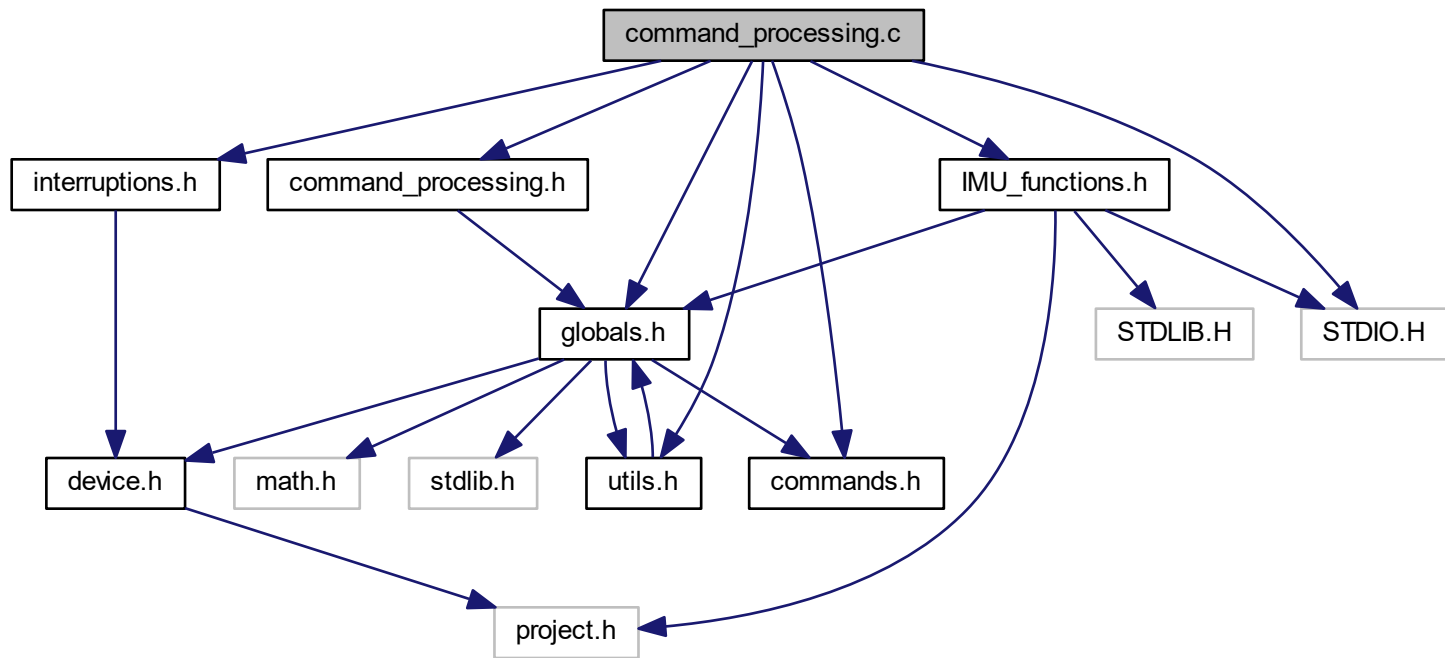 command_processing.c
interruptions.h
command_processing.h
IMU_functions.h
globals.h
STDLIB.H
STDIO.H
device.h
math.h
stdlib.h
utils.h
commands.h
project.h